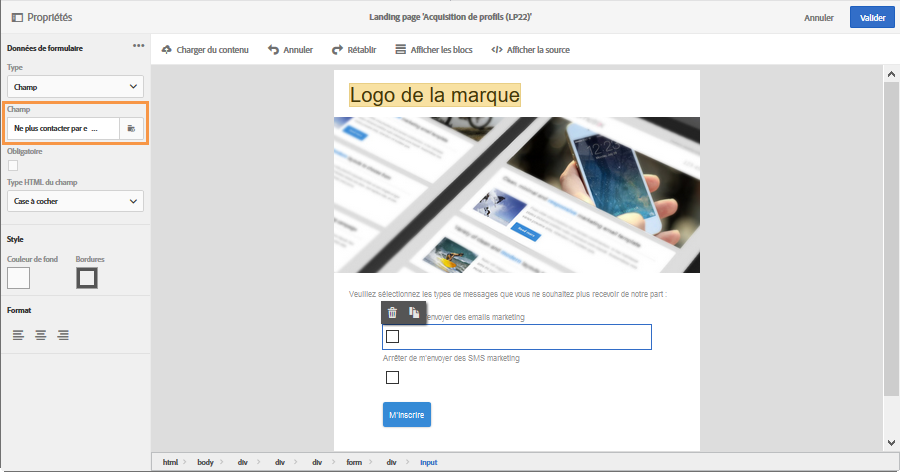 Propriétés
Landing page 'Acquisition de profils (LP22)'
Annuler
Valider
Données de formulaire
Type
Champ
Champ
Ne plus contacter par e ...
Obligatoire
Type HTML du champ
Case à cocher
Style
Couleur de fond
Bordures
Format
Charger du contenu
Annuler
Rétablir
Afficher les blocs
Afficher la source
Logo de la marque
Veuillez sélectionnez les types de messages que vous ne souhaitez plus recevoir de notre part :
envoyer des emails marketing
Arrêter de m'envoyer des SMS marketing
M'inscrire
html > body > div > div > div > form > div > input